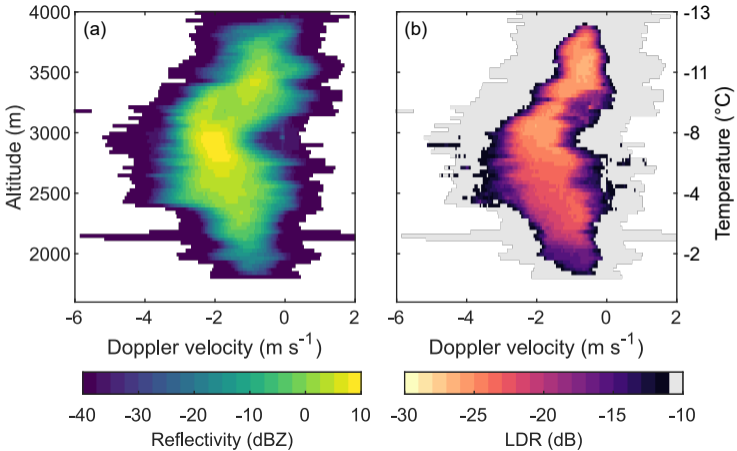 (a)
4000
3500
3000
2500
2000
Altitude (m)
-6 -4 -2 0 2
Doppler velocity (m s⁻¹)
-40 -30 -20 -10 0 10
Reflectivity (dBZ)
(b)
-13
-11
-8
-4
-2
Temperature (°C)
-6 -4 -2 0 2
Doppler velocity (m s⁻¹)
-30 -25 -20 -15 -10
LDR (dB)